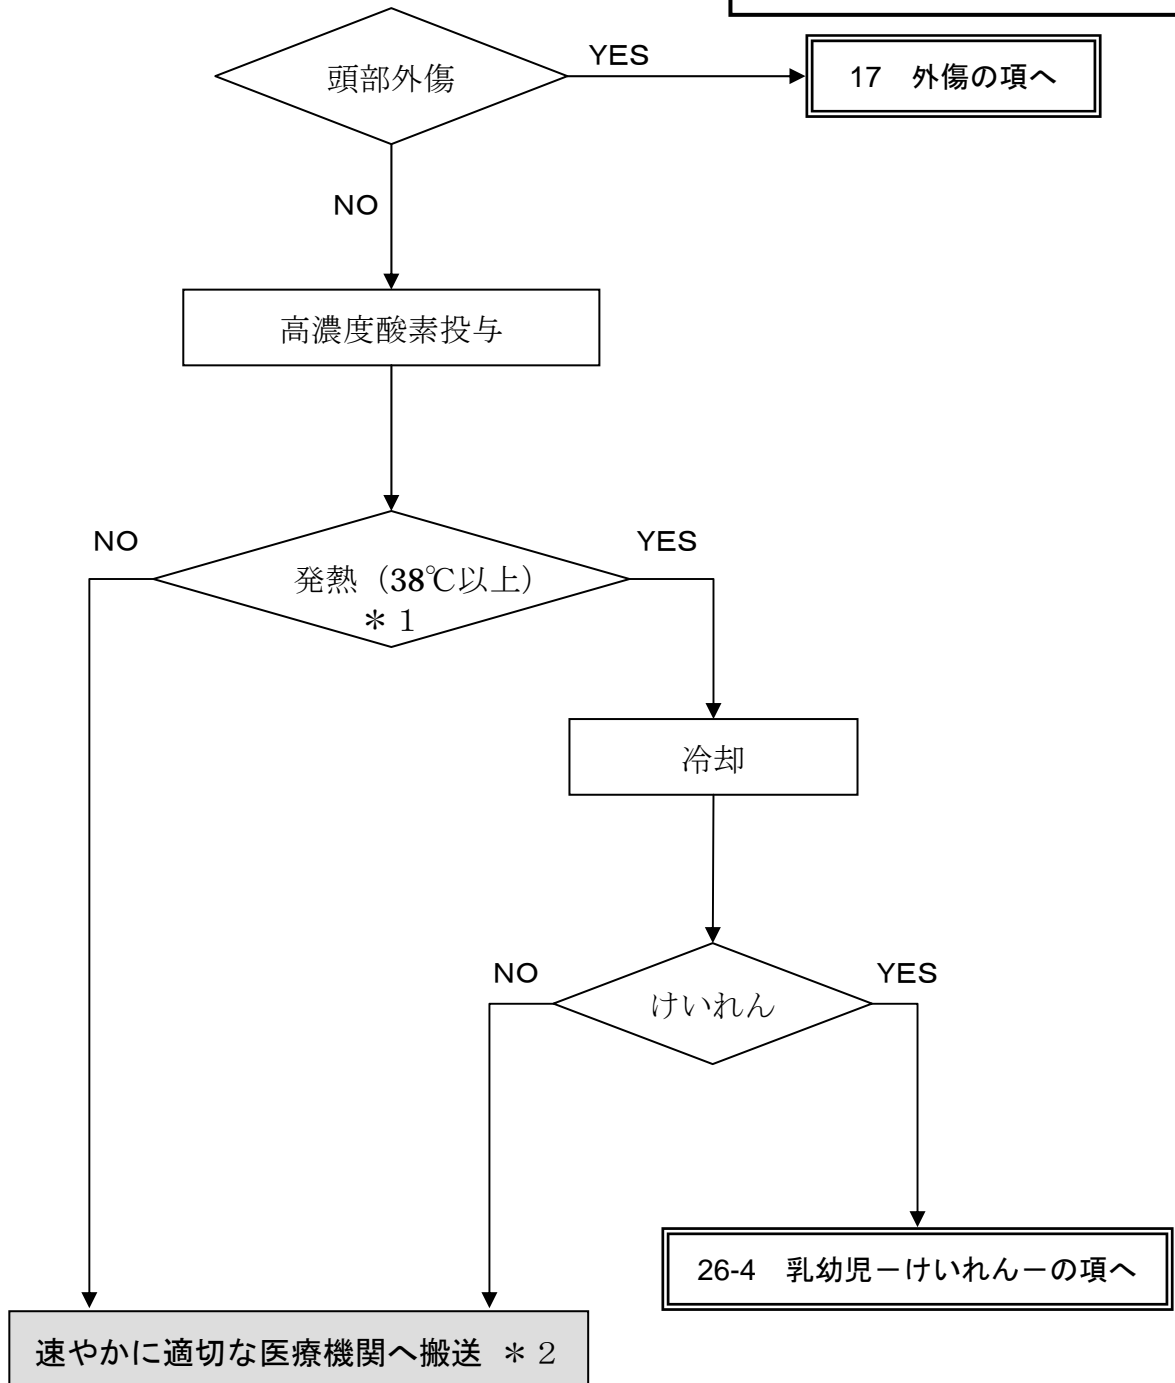 頭部外傷
YES
17　外傷の項へ
NO
高濃度酸素投与
NO
YES
発熱（38℃以上）
＊１
冷却
NO
YES
けいれん
26-4　乳幼児－けいれん－の項へ
速やかに適切な医療機関へ搬送 ＊２